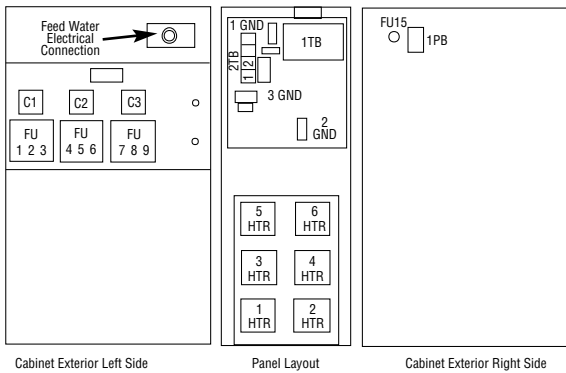 Feed Water
Electrical
Connection
C1 C2 C3
FU
1 2 3
FU
4 5 6
FU
7 8 9
Cabinet Exterior Left Side
1 GND
1TB
2TB
1 2
3 GND
2
GND
5
HTR
6
HTR
3
HTR
4
HTR
1
HTR
2
HTR
Panel Layout
FU15
1PB
Cabinet Exterior Right Side